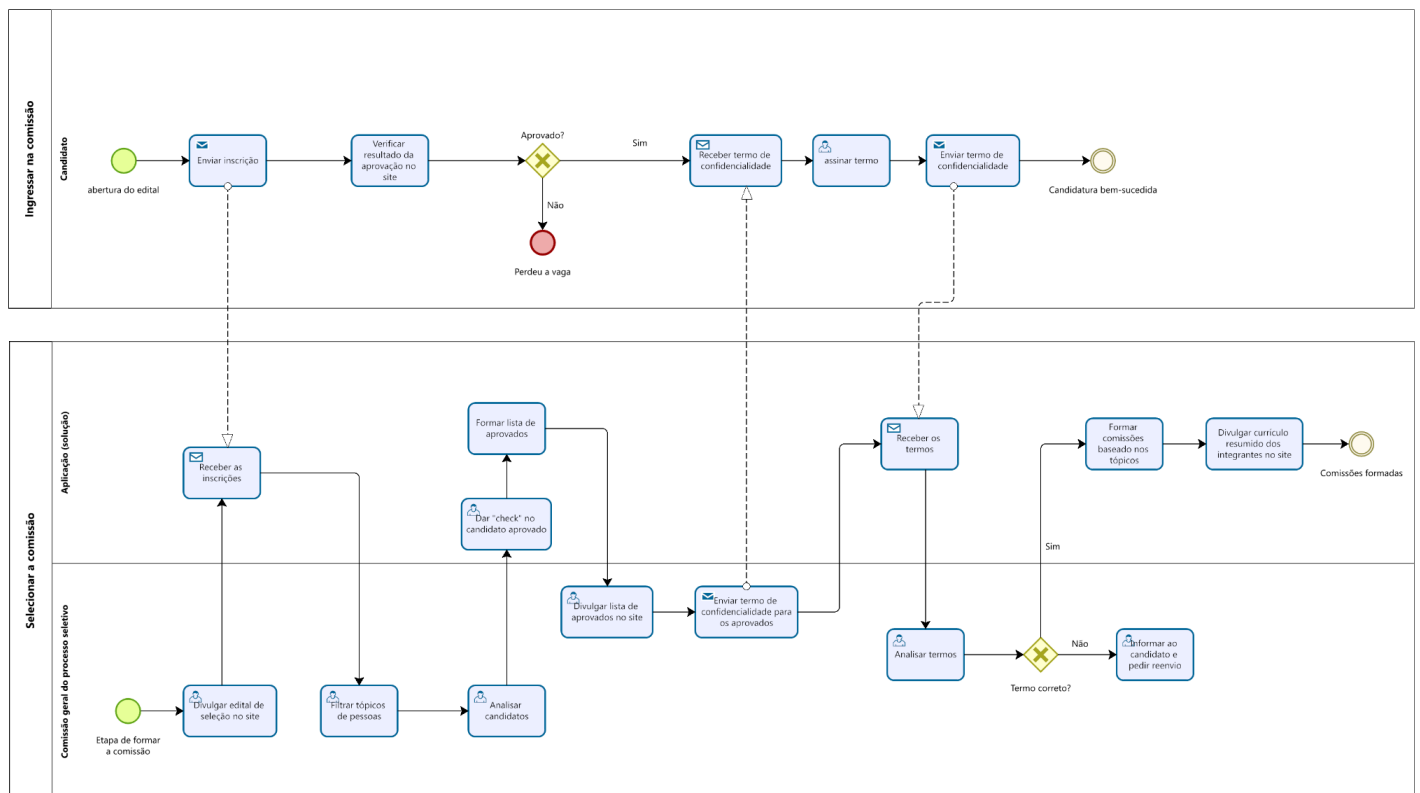 Ingressar na comissão
Candidato
abertura do edital
Enviar inscrição
Verificar
resultado da
aprovação no
site
Aprovado?
Sim
Não
Perdeu a vaga
Receber termo de
confidencialidade
assinar termo
Enviar termo de
confidencialidade
Candidatura bem-sucedida
Selecionar a comissão
Aplicação (solução)
Receber as
inscrições
Formar lista de
aprovados
Dar "check" no
candidato aprovado
Receber os
termos
Formar
comissões
baseado nos
tópicos
Divulgar currículo
resumido dos
integrantes no site
Comissões formadas
Sim
Comissão geral do processo seletivo
Etapa de formar
a comissão
Divulgar edital de
seleção no site
Filtrar tópicos
de pessoas
Analisar
candidatos
Divulgar lista de
aprovados no site
Enviar termo de
confidencialidade para
os aprovados
Analisar termos
Termo correto?
Não
Informar ao
candidato e
pedir reenvio